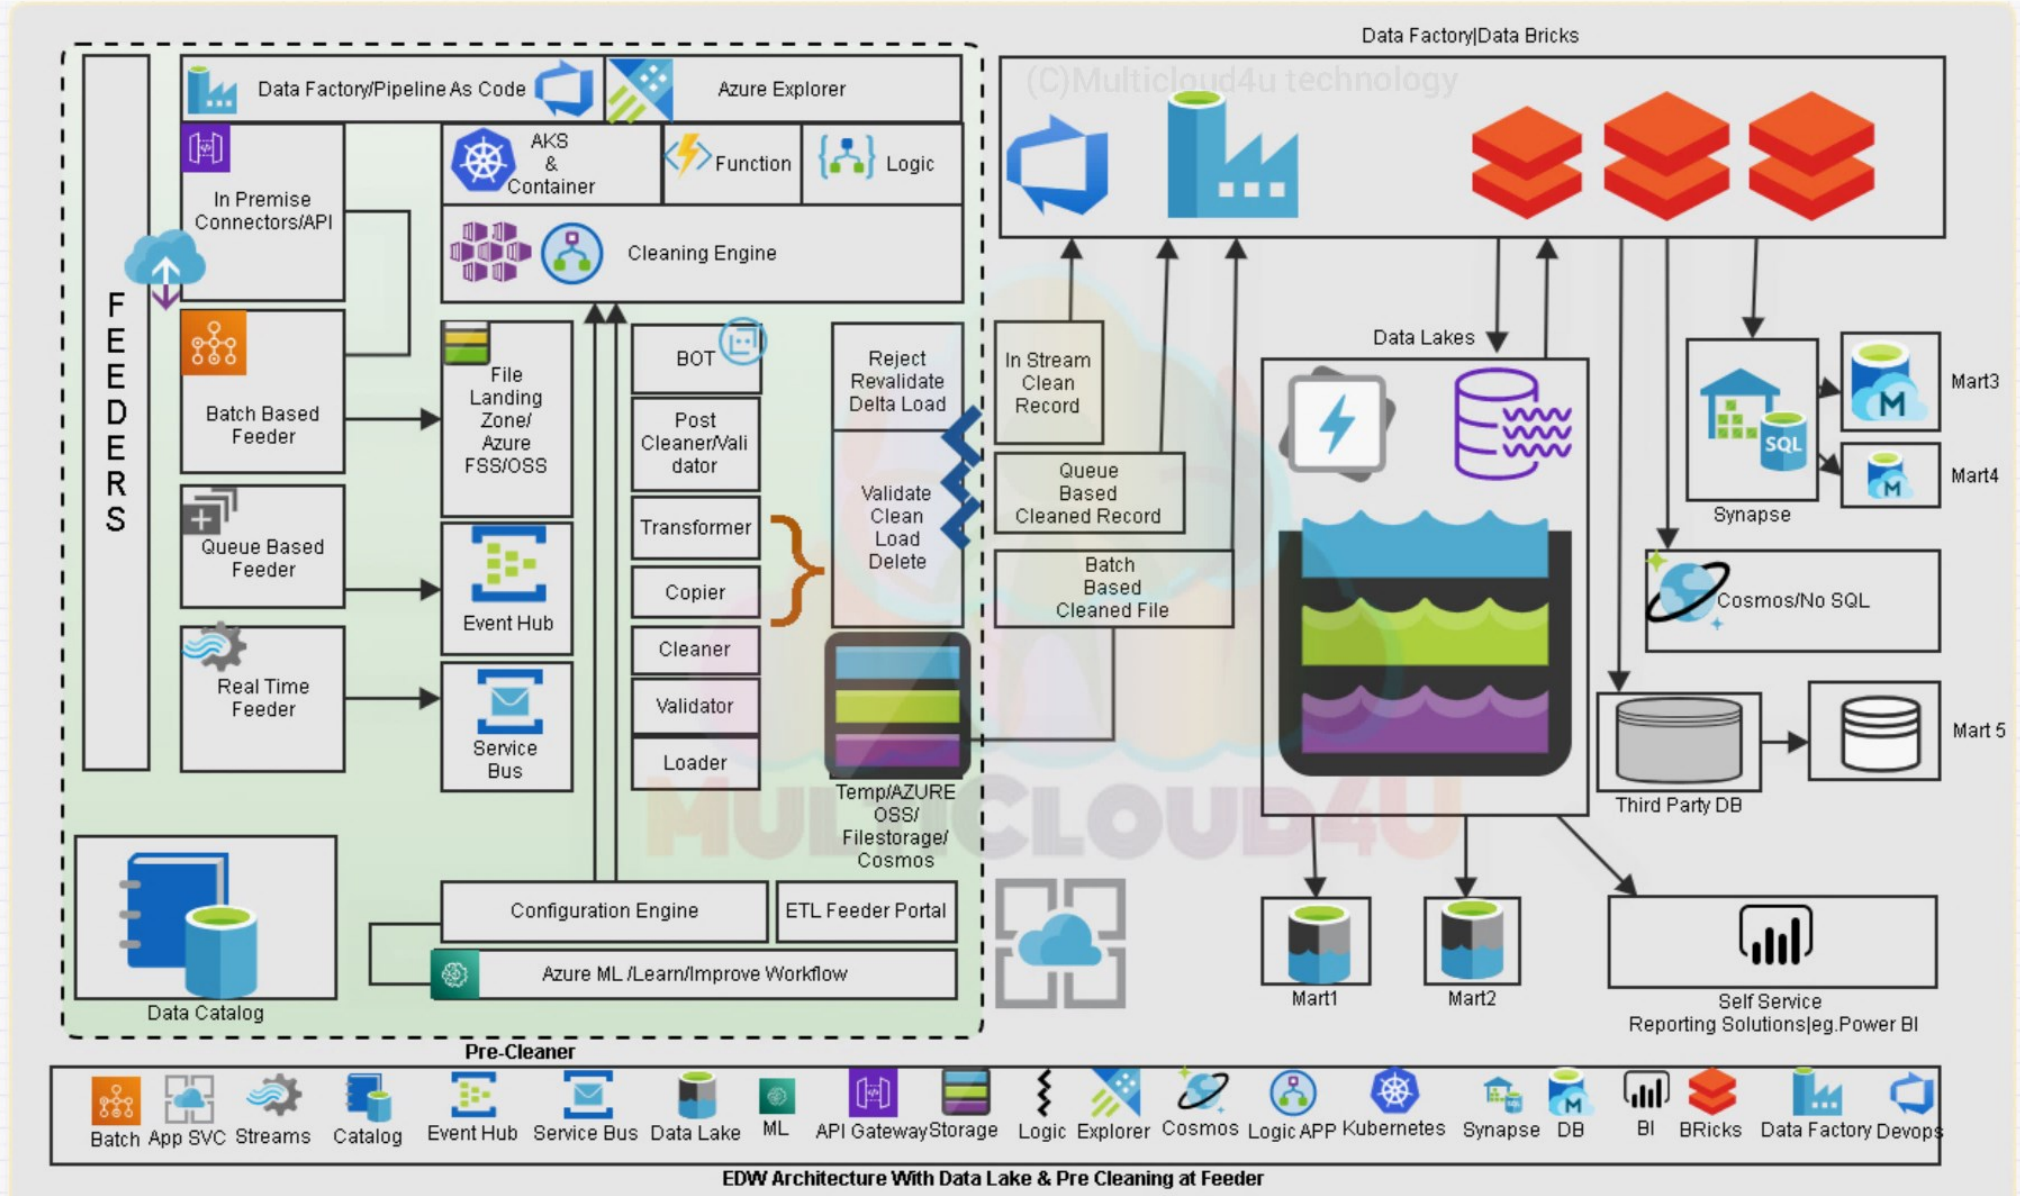 Data Factory|Data Bricks
(C)Multicloud4u technology
FEEDERS
Data Factory/Pipeline As Code
Azure Explorer
In Premise
Connectors/API
AKS
&
Container
Function
Logic
Cleaning Engine
Batch Based
Feeder
File
Landing
Zone/
Azure
FSS/OSS
Queue Based
Feeder
Event Hub
Real Time
Feeder
Service
Bus
BOT
Post
Cleaner/Vali
dator
Transformer
Copier
Cleaner
Validator
Loader
Reject
Revalidate
Delta Load
Validate
Clean
Load
Delete
Temp/AZURE
OSS/
Filestorage/
Cosmos
In Stream
Clean
Record
Queue
Based
Cleaned Record
Batch
Based
Cleaned File
Data Lakes
SQL
Synapse
M
Mart3
M
Mart4
Cosmos/No SQL
Third Party DB
Mart 5
MULTICLOUD4U
Data Catalog
Configuration Engine
ETL Feeder Portal
Azure ML /Learn/Improve Workflow
Mart1
Mart2
Self Service
Reporting Solutions|eg.Power BI
Pre-Cleaner
Batch
App SVC
Streams
Catalog
Event Hub
Service Bus
Data Lake
ML
API Gateway
Storage
Logic
Explorer
Cosmos
Logic APP
Kubernetes
Synapse
DB
BI
BRicks
Data Factory
Devops
EDW Architecture With Data Lake & Pre Cleaning at Feeder